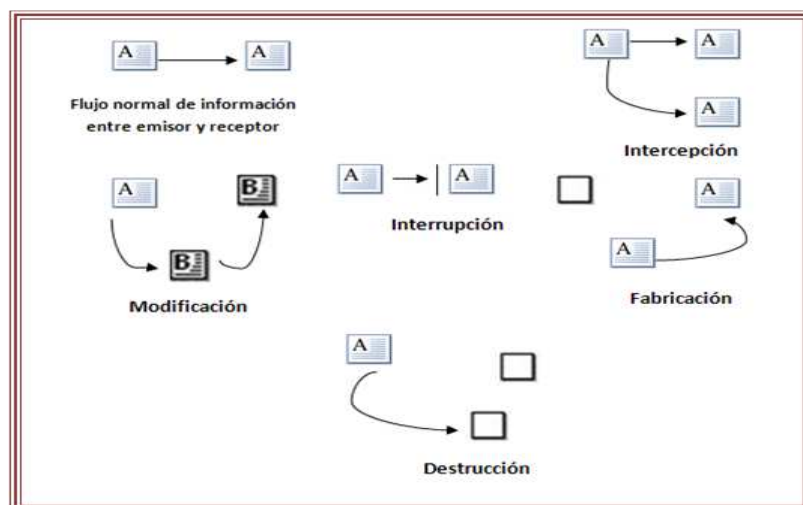 A
A
Flujo normal de información
entre emisor y receptor
A
A
A
Intercepción
A
B
B
Modificación
A
A
Interrupción
A
A
Fabricación
A
Destrucción